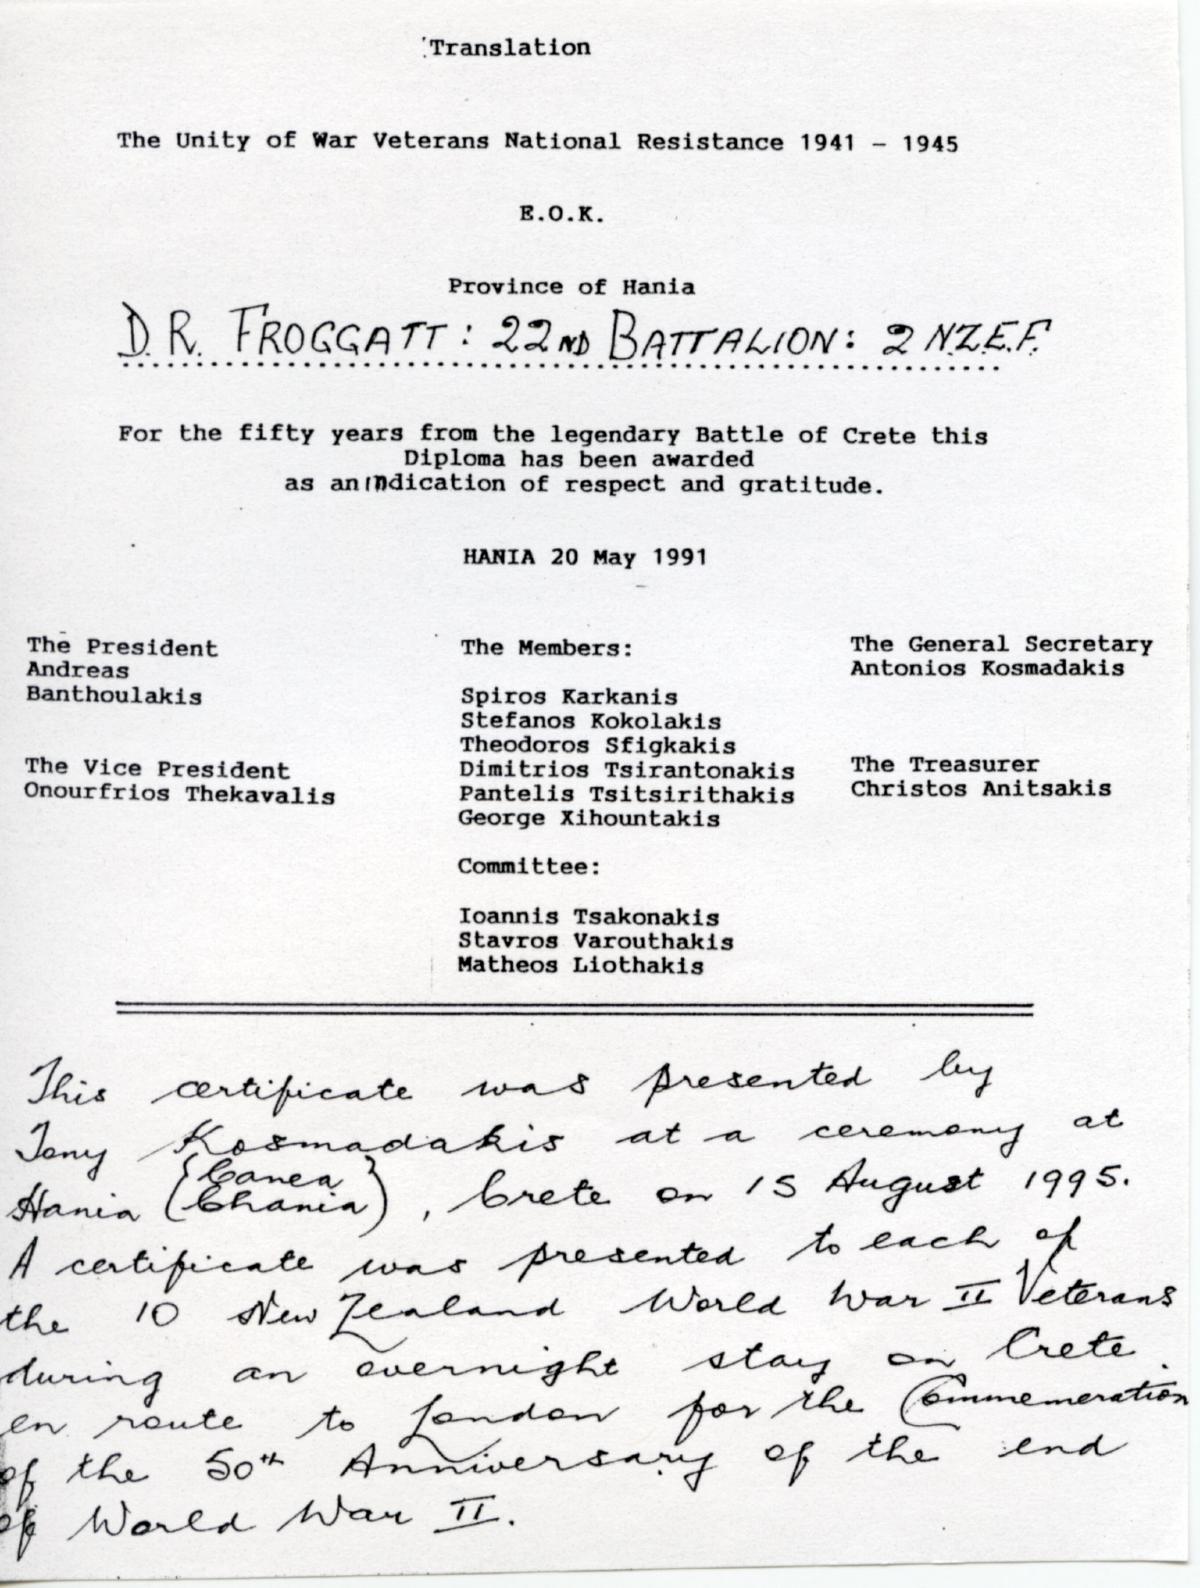 Translation
The Unity of War Veterans National Resistance 1941 - 1945
E.O.K.
Province of Hania
D.R. FROGGATT: 22ND BATTALION: 2 N.Z.E.F.
For the fifty years from the legendary Battle of Crete this
Diploma has been awarded
as an indication of respect and gratitude.
HANIA 20 May 1991
The President
Andreas
Banthoulakis
The Vice President
Onourfrios Thekavalis
The Members:
Spiros Karkanis
Stefanos Kokolakis
Theodoros Sfigkakis
Dimitrios Tsirantonakis
Pantelis Tsitsirithakis
George Xihountakis
Committee:
Ioannis Tsakonakis
Stavros Varouthakis
Matheos Liothakis
The General Secretary
Antonios Kosmadakis
The Treasurer
Christos Anitsakis
This certificate was presented by
Tony Kosmadakis at a ceremony at
Hania ({Canea} Chania), Crete on 15 August 1995.
A certificate was presented to each of
the 10 New Zealand World War II Veterans
during an overnight stay on Crete
en route to London for the Commemeration
of the 50th Anniversary of the end
of World War II.